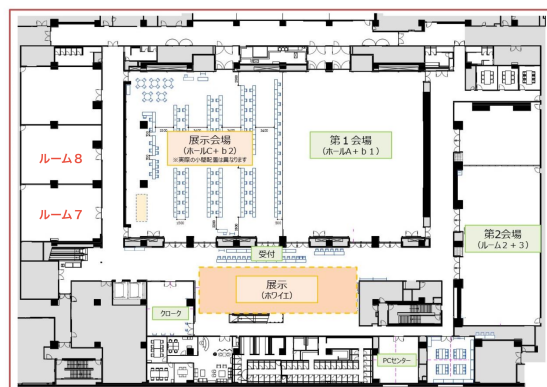 展示会場
(ホールC+b2)
※実際の小間配置は異なります
第1会場
(ホールA+b1)
ルーム8
ルーム7
第2会場
(ルーム2+3)
受付
展示
(ホワイエ)
クローク
PCセンター